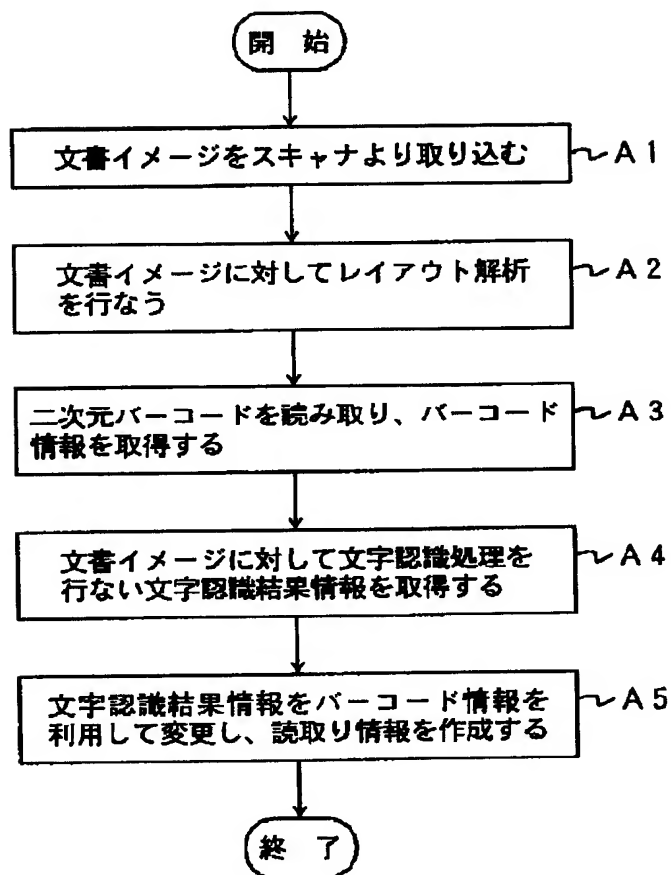 開 始
文書イメージをスキャナより取り込む
A1
文書イメージに対してレイアウト解析
を行なう
A2
二次元バーコードを読み取り、バーコード
情報を取得する
A3
文書イメージに対して文字認識処理を
行ない文字認識結果情報を取得する
A4
文字認識結果情報をバーコード情報を
利用して変更し、読取り情報を作成する
A5
終 了